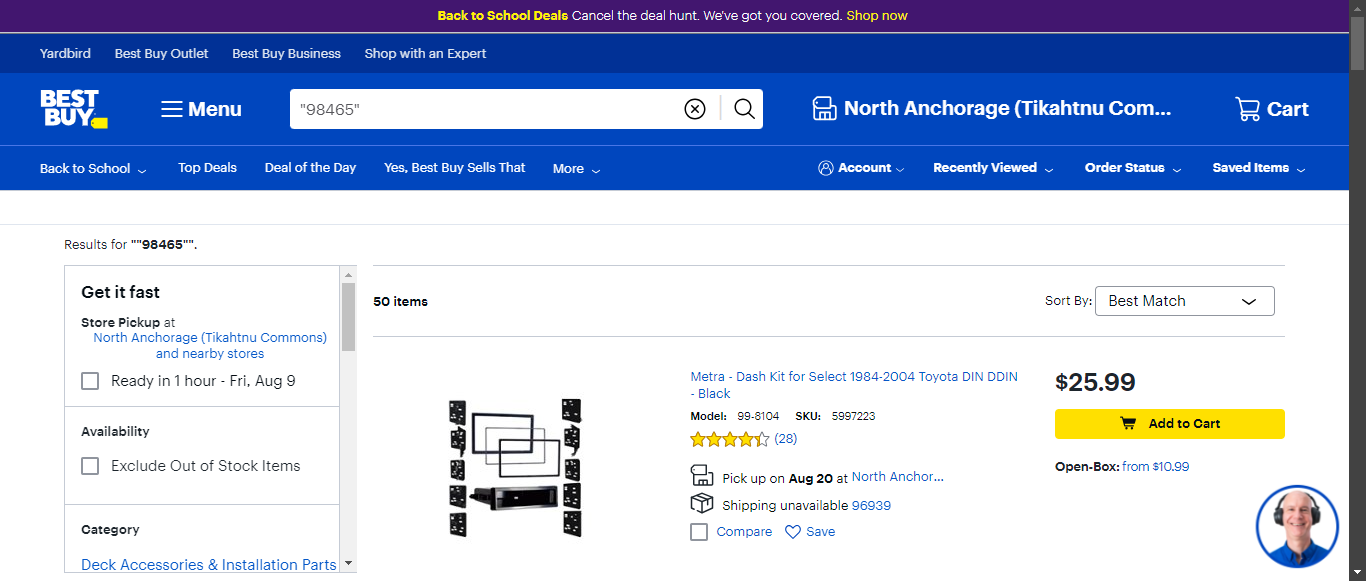 Back to School Deals Cancel the deal hunt. We've got you covered. Shop now
Yardbird Best Buy Outlet Best Buy Business Shop with an Expert
BEST BUY
Menu
"98465"
North Anchorage (Tikahtnu Com...
Cart
Back to School Top Deals Deal of the Day Yes, Best Buy Sells That More Account Recently Viewed Order Status Saved Items
Results for ""98465"".
Get it fast
Store Pickup at
North Anchorage (Tikahtnu Commons)
and nearby stores
Ready in 1 hour - Fri, Aug 9
Availability
Exclude Out of Stock Items
Category
Deck Accessories & Installation Parts
50 items
Sort By: Best Match
Metra - Dash Kit for Select 1984-2004 Toyota DIN DDIN
- Black
Model: 99-8104 SKU: 5997223
(28)
Pick up on Aug 20 at North Anchor...
Shipping unavailable 96939
Compare Save
$25.99
Add to Cart
Open-Box: from $10.99